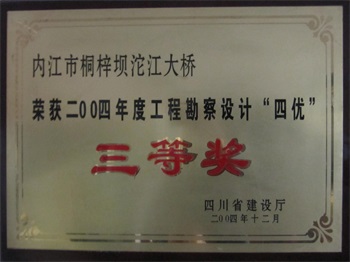 内江市桐梓坝沱江大桥
荣获二00四年度工程勘察设计“四优”
三等奖
四川省建设厅
二00四年十二月